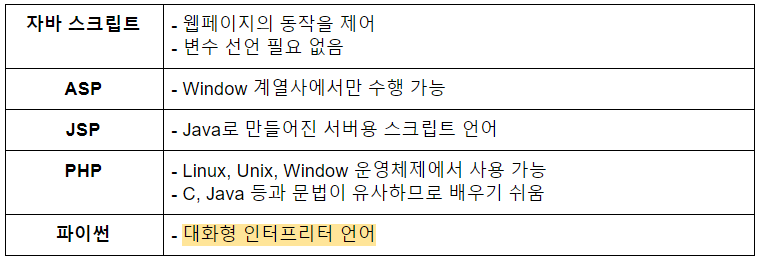 자바 스크립트
- 웹페이지의 동작을 제어
- 변수 선언 필요 없음
ASP
- Window 계열사에서만 수행 가능
JSP
- Java로 만들어진 서버용 스크립트 언어
PHP
- Linux, Unix, Window 운영체제에서 사용 가능
- C, Java 등과 문법이 유사하므로 배우기 쉬움
파이썬
- 대화형 인터프리터 언어